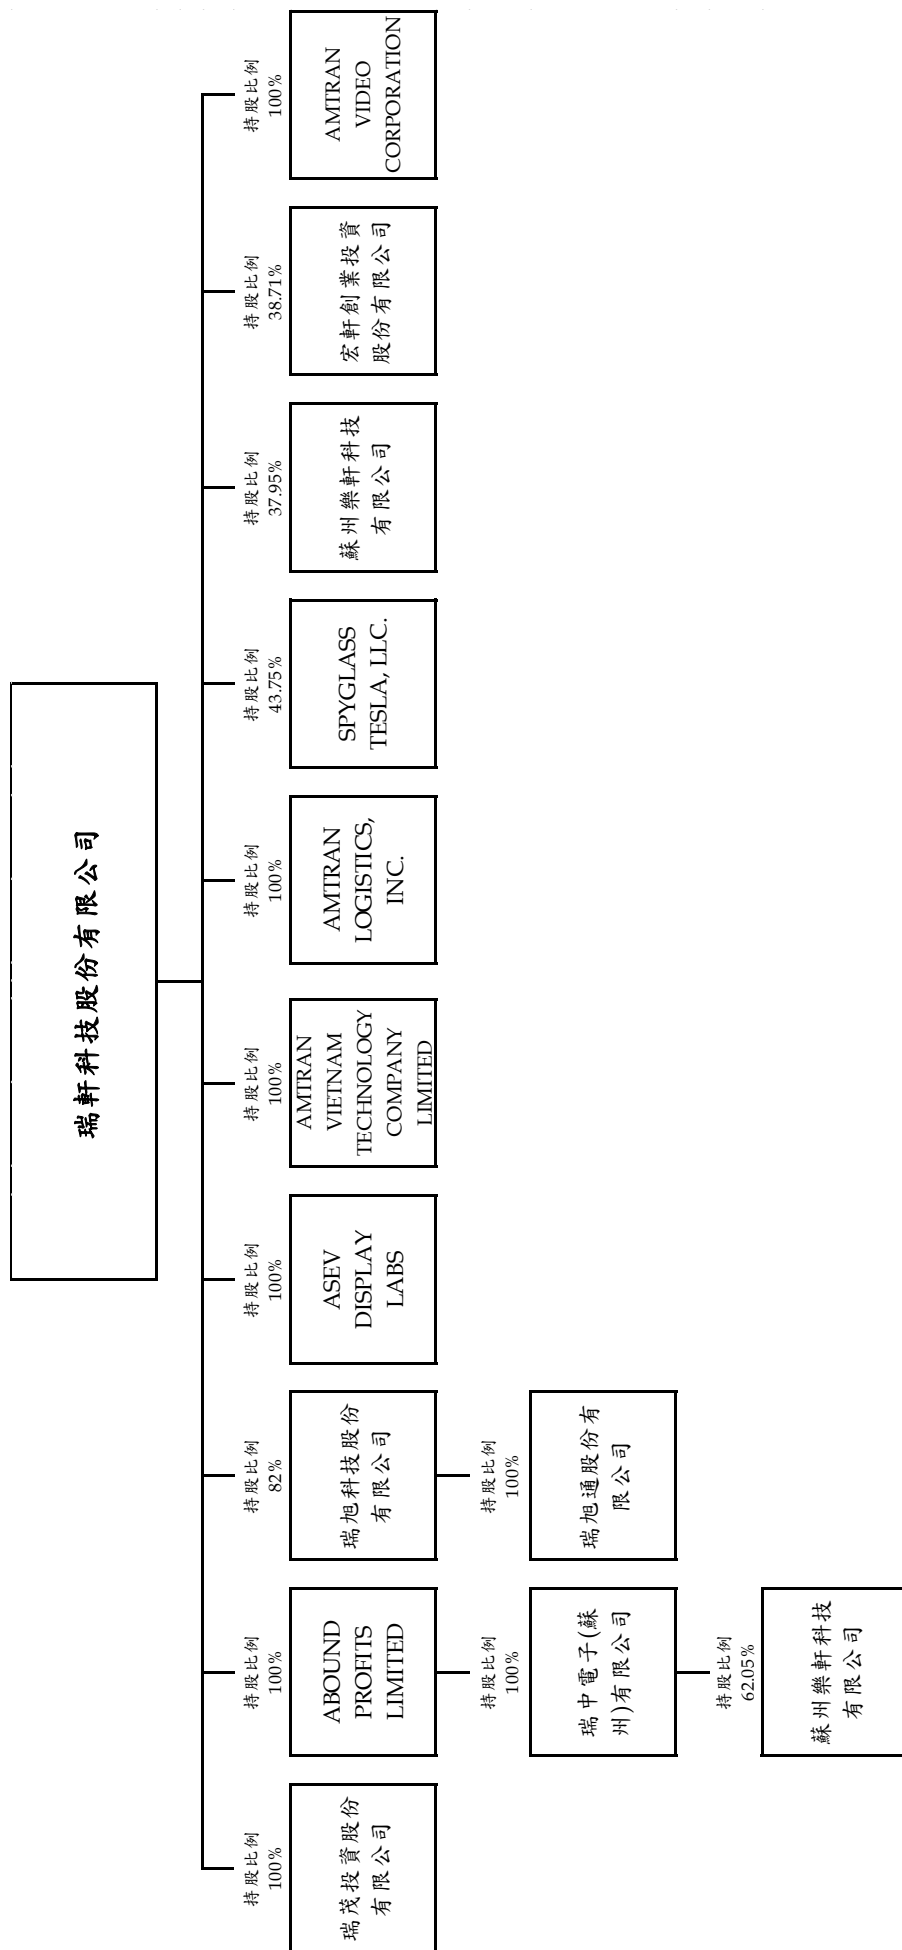 瑞軒科技股份有限公司
持股比例
100%
瑞茂投資股份
有限公司
持股比例
100%
ABOUND
PROFITS
LIMITED
持股比例
82%
瑞旭科技股份
有限公司
持股比例
100%
ASEV
DISPLAY
LABS
持股比例
100%
AMTRAN
VIETNAM
TECHNOLOGY
COMPANY
LIMITED
持股比例
100%
AMTRAN
LOGISTICS,
INC.
持股比例
43.75%
SPYGLASS
TESLA, LLC.
持股比例
37.95%
蘇州樂軒科技
有限公司
持股比例
38.71%
宏軒創業投資
股份有限公司
持股比例
100%
AMTRAN
VIDEO
CORPORATION
持股比例
100%
瑞中電子(蘇
州)有限公司
持股比例
100%
瑞旭通股份有
限公司
持股比例
62.05%
蘇州樂軒科技
有限公司